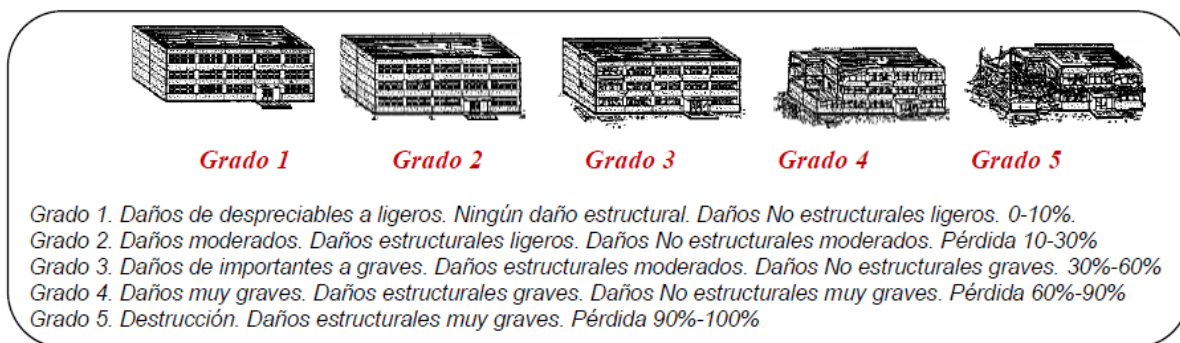 Grado 1
Grado 2
Grado 3
Grado 4
Grado 5
Grado 1. Daños de despreciables a ligeros. Ningún daño estructural. Daños No estructurales ligeros. 0-10%.
Grado 2. Daños moderados. Daños estructurales ligeros. Daños No estructurales moderados. Pérdida 10-30%
Grado 3. Daños de importantes a graves. Daños estructurales moderados. Daños No estructurales graves. 30%-60%
Grado 4. Daños muy graves. Daños estructurales graves. Daños No estructurales muy graves. Pérdida 60%-90%
Grado 5. Destrucción. Daños estructurales muy graves. Pérdida 90%-100%